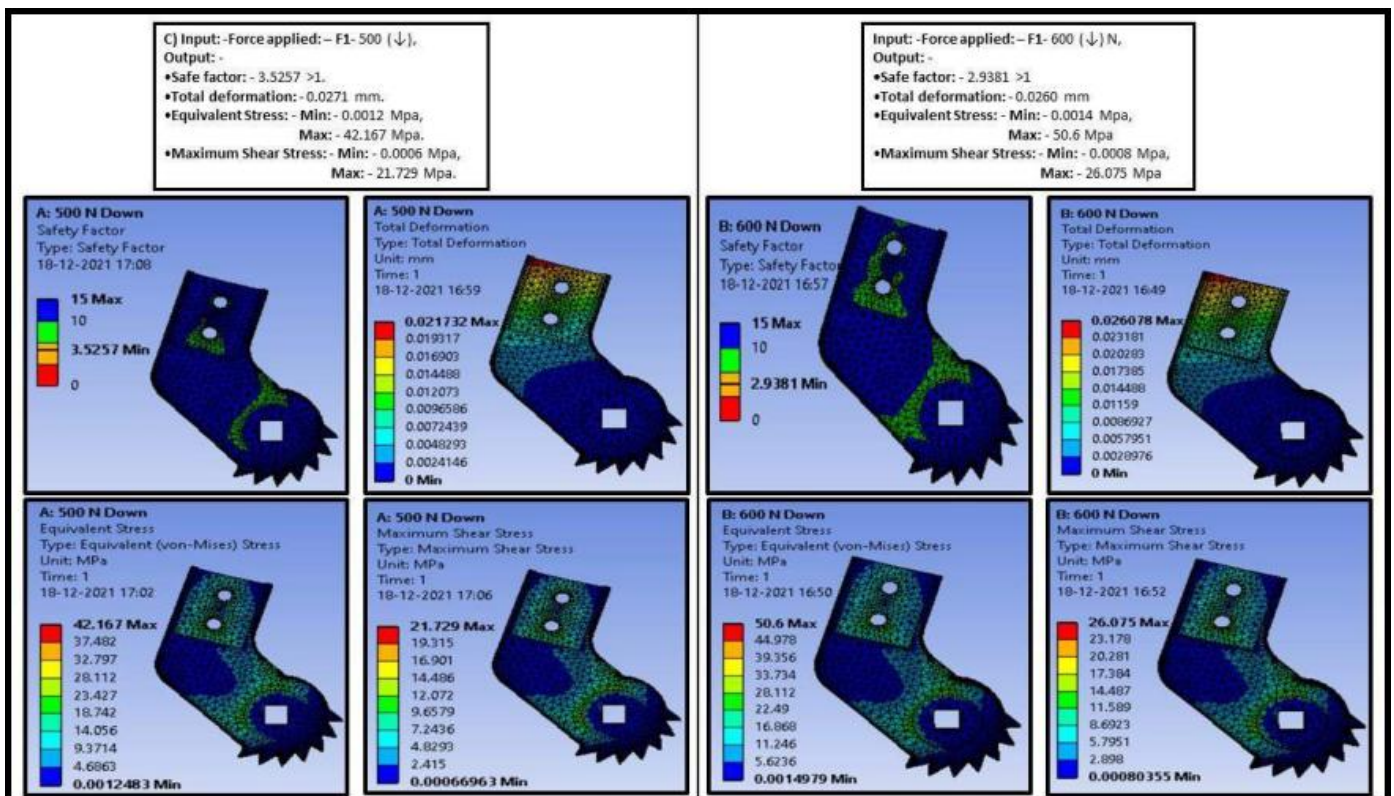 C) Input: -Force applied: – F1- 500 (↓),
Output: -
•Safe factor: - 3.5257 >1.
•Total deformation: - 0.0271 mm.
•Equivalent Stress: - Min: - 0.0012 Mpa,
Max: - 42.167 Mpa.
•Maximum Shear Stress: - Min: - 0.0006 Mpa,
Max: - 21.729 Mpa.
Input: -Force applied: – F1- 600 (↓) N,
Output: -
•Safe factor: - 2.9381 >1
•Total deformation: - 0.0260 mm
•Equivalent Stress: - Min: - 0.0014 Mpa,
Max: - 50.6 Mpa
•Maximum Shear Stress: - Min: - 0.0008 Mpa,
Max: - 26.075 Mpa
A: 500 N Down
Safety Factor
Type: Safety Factor
18-12-2021 17:08
15 Max
10
3.5257 Min
0
A: 500 N Down
Total Deformation
Type: Total Deformation
Unit: mm
Time: 1
18-12-2021 16:59
0.021732 Max
0.019317
0.016903
0.014488
0.012073
0.0096586
0.0072439
0.0048293
0.0024146
0 Min
B: 600 N Down
Safety Factor
Type: Safety Factor
18-12-2021 16:57
15 Max
10
2.9381 Min
0
B: 600 N Down
Total Deformation
Type: Total Deformation
Unit: mm
Time: 1
18-12-2021 16:49
0.026078 Max
0.023181
0.020283
0.017385
0.014488
0.01159
0.0086927
0.0057951
0.0028976
0 Min
A: 500 N Down
Equivalent Stress
Type: Equivalent (von-Mises) Stress
Unit: MPa
Time: 1
18-12-2021 17:02
42.167 Max
37.482
32.797
28.112
23.427
18.742
14.056
9.3714
4.6863
0.0012483 Min
A: 500 N Down
Maximum Shear Stress
Type: Maximum Shear Stress
Unit: MPa
Time: 1
18-12-2021 17:06
21.729 Max
19.315
16.901
14.486
12.072
9.6579
7.2436
4.8293
2.415
0.00066963 Min
B: 600 N Down
Equivalent Stress
Type: Equivalent (von-Mises) Stress
Unit: MPa
Time: 1
18-12-2021 16:50
50.6 Max
44.978
39.356
33.734
28.112
22.49
16.868
11.246
5.6236
0.0014979 Min
B: 600 N Down
Maximum Shear Stress
Type: Maximum Shear Stress
Unit: MPa
Time: 1
18-12-2021 16:52
26.075 Max
23.178
20.281
17.384
14.487
11.589
8.6923
5.7951
2.898
0.00080355 Min